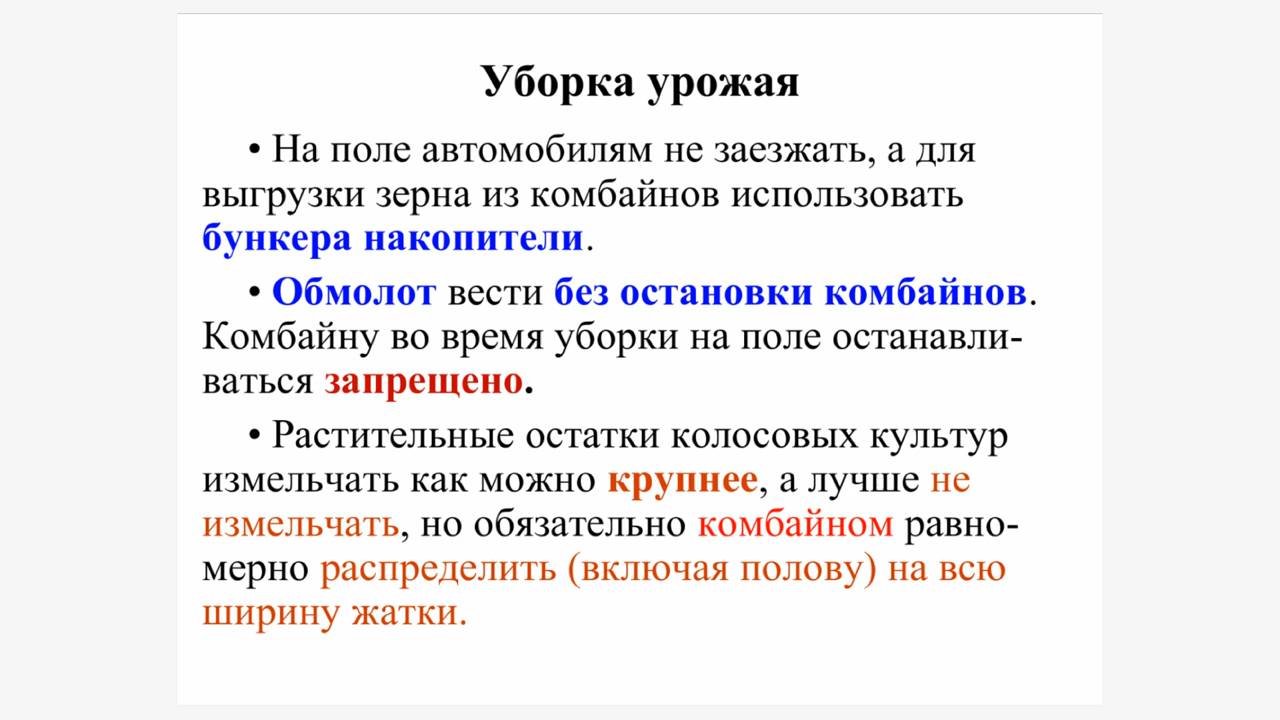 Уборка урожая
• На поле автомобилям не заезжать, а для
выгрузки зерна из комбайнов использовать
бункера накопители.
• Обмолот вести без остановки комбайнов.
Комбайну во время уборки на поле останавли-
ваться запрещено.
• Растительные остатки колосовых культур
измельчать как можно крупнее, а лучше не
измельчать, но обязательно комбайном равно-
мерно распределить (включая полову) на всю
ширину жатки.